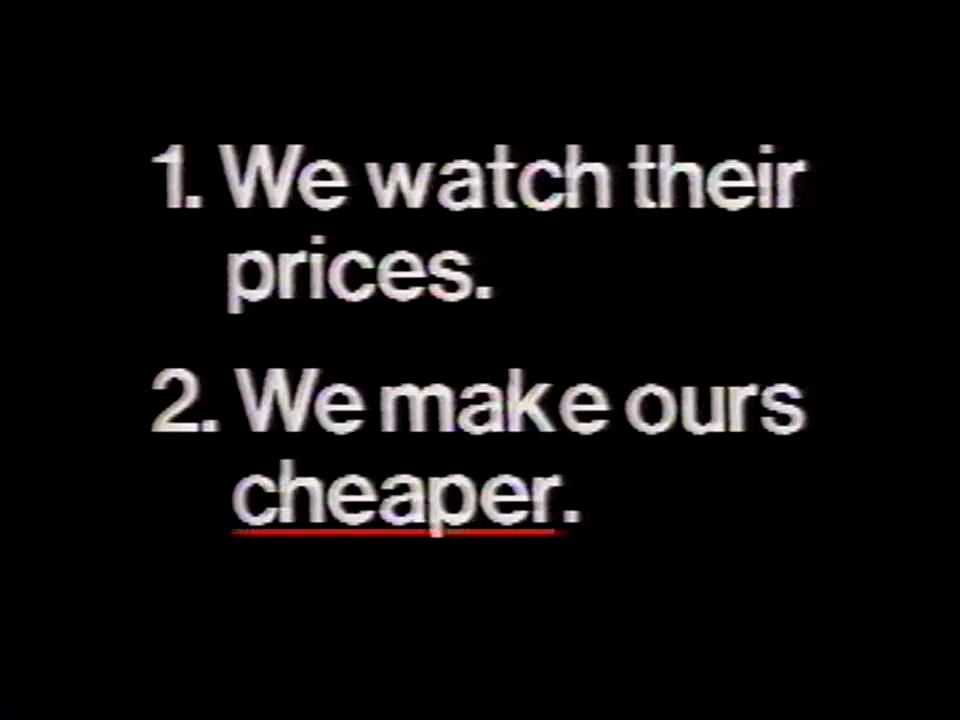 1. We watch their
prices.
2. We make ours
cheaper.